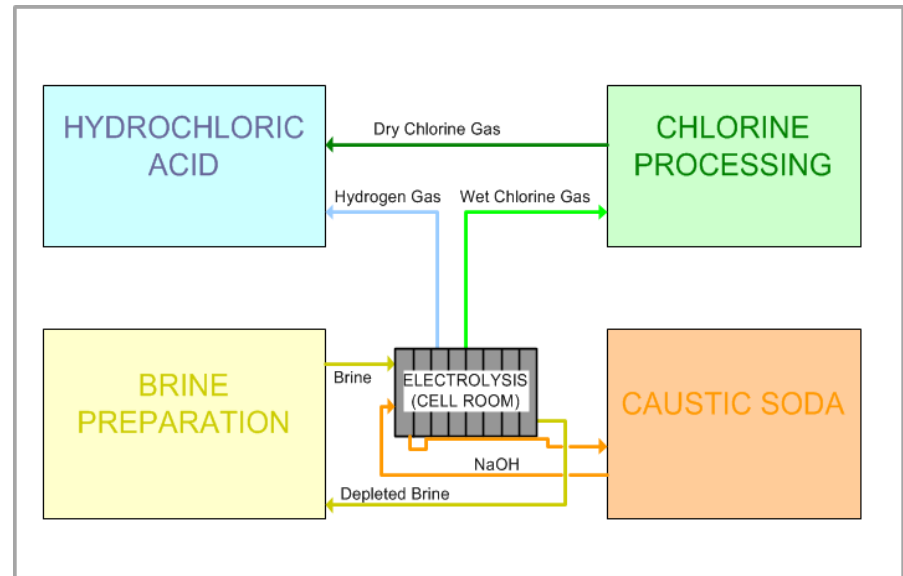 HYDROCHLORIC
ACID
Dry Chlorine Gas
CHLORINE
PROCESSING
Hydrogen Gas
Wet Chlorine Gas
BRINE
PREPARATION
Brine
ELECTROLYSIS
(CELL ROOM)
CAUSTIC SODA
NaOH
Depleted Brine